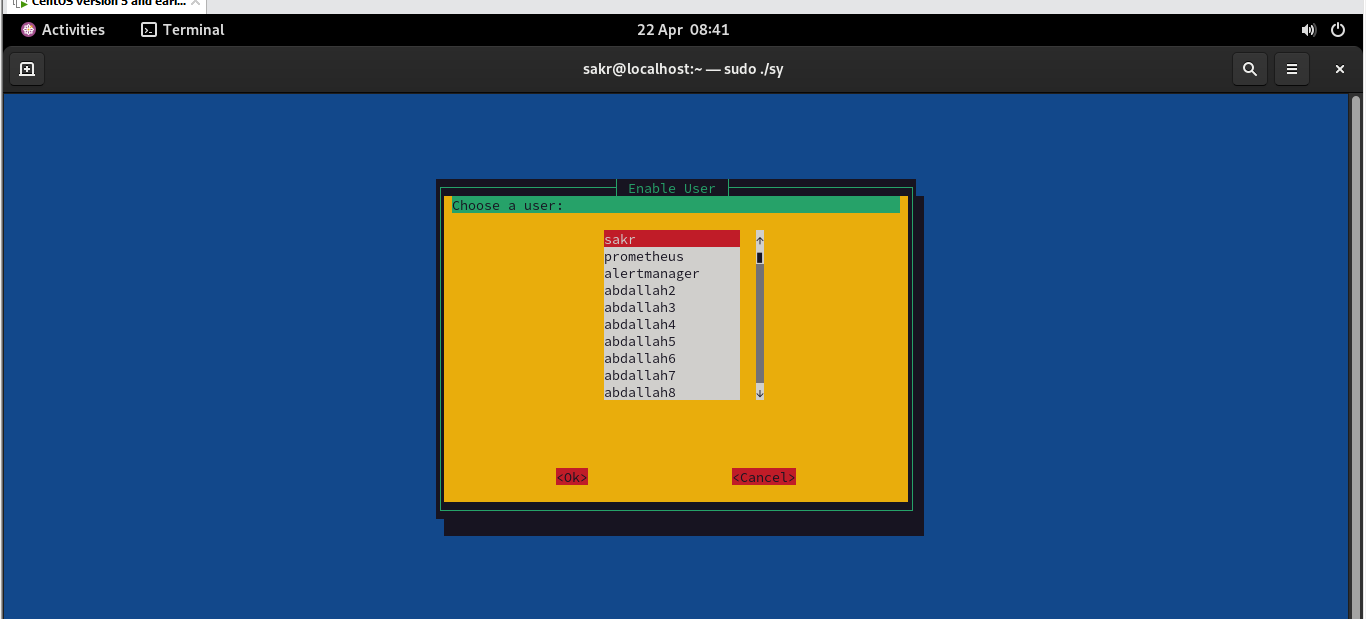 CentOS version 5 and earl...
Activities
Terminal
22 Apr 08:41
sakr@localhost:~ — sudo ./sy
Enable User
Choose a user:
sakr
prometheus
alertmanager
abdallah2
abdallah3
abdallah4
abdallah5
abdallah6
abdallah7
abdallah8
<Ok>
<Cancel>